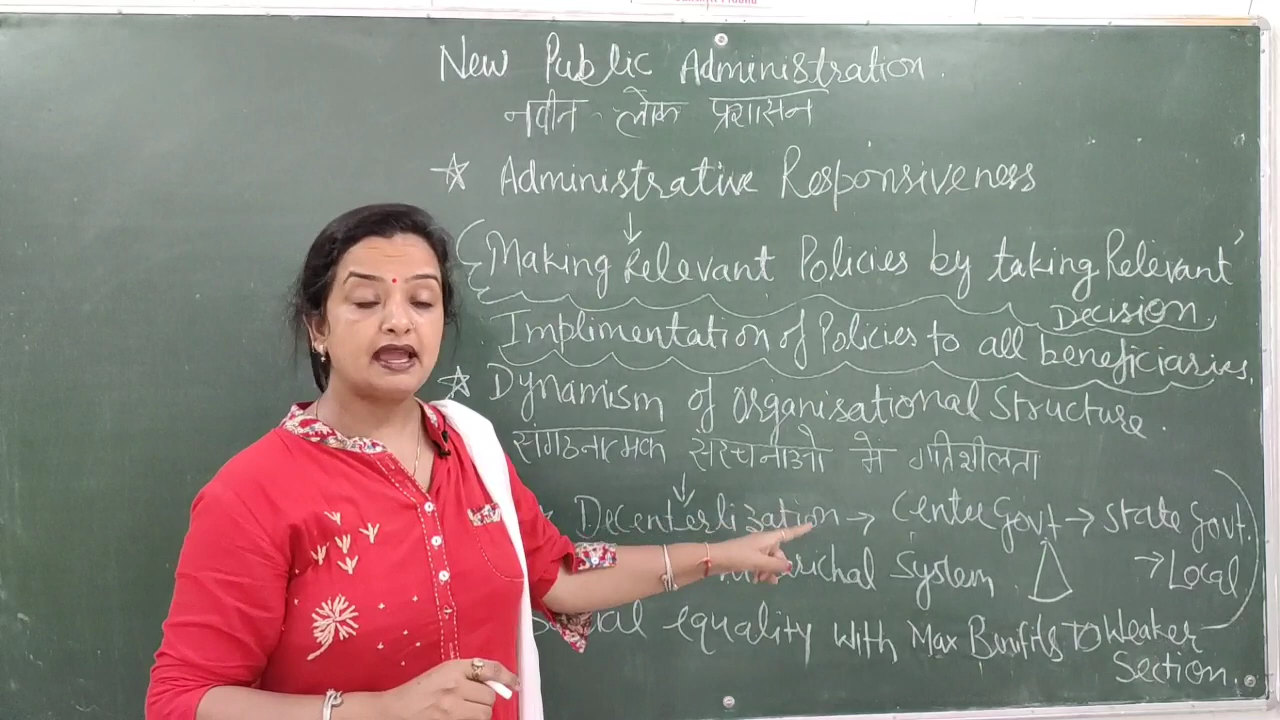 New Public Administration.
नवीन लोक प्रशासन
☆ Administrative Responsiveness
↓
Making Relevant Policies by taking Relevant
Decision
Implimentation of Policies to all beneficiaries.
☆ Dynamism of Organisational Structure.
संगठनात्मक संरचनाओ मे गतिशीलता
↓
Decenterlization → Center Govt → State Govt.
System → Local
equality with Max Benifits To Weaker
Section.